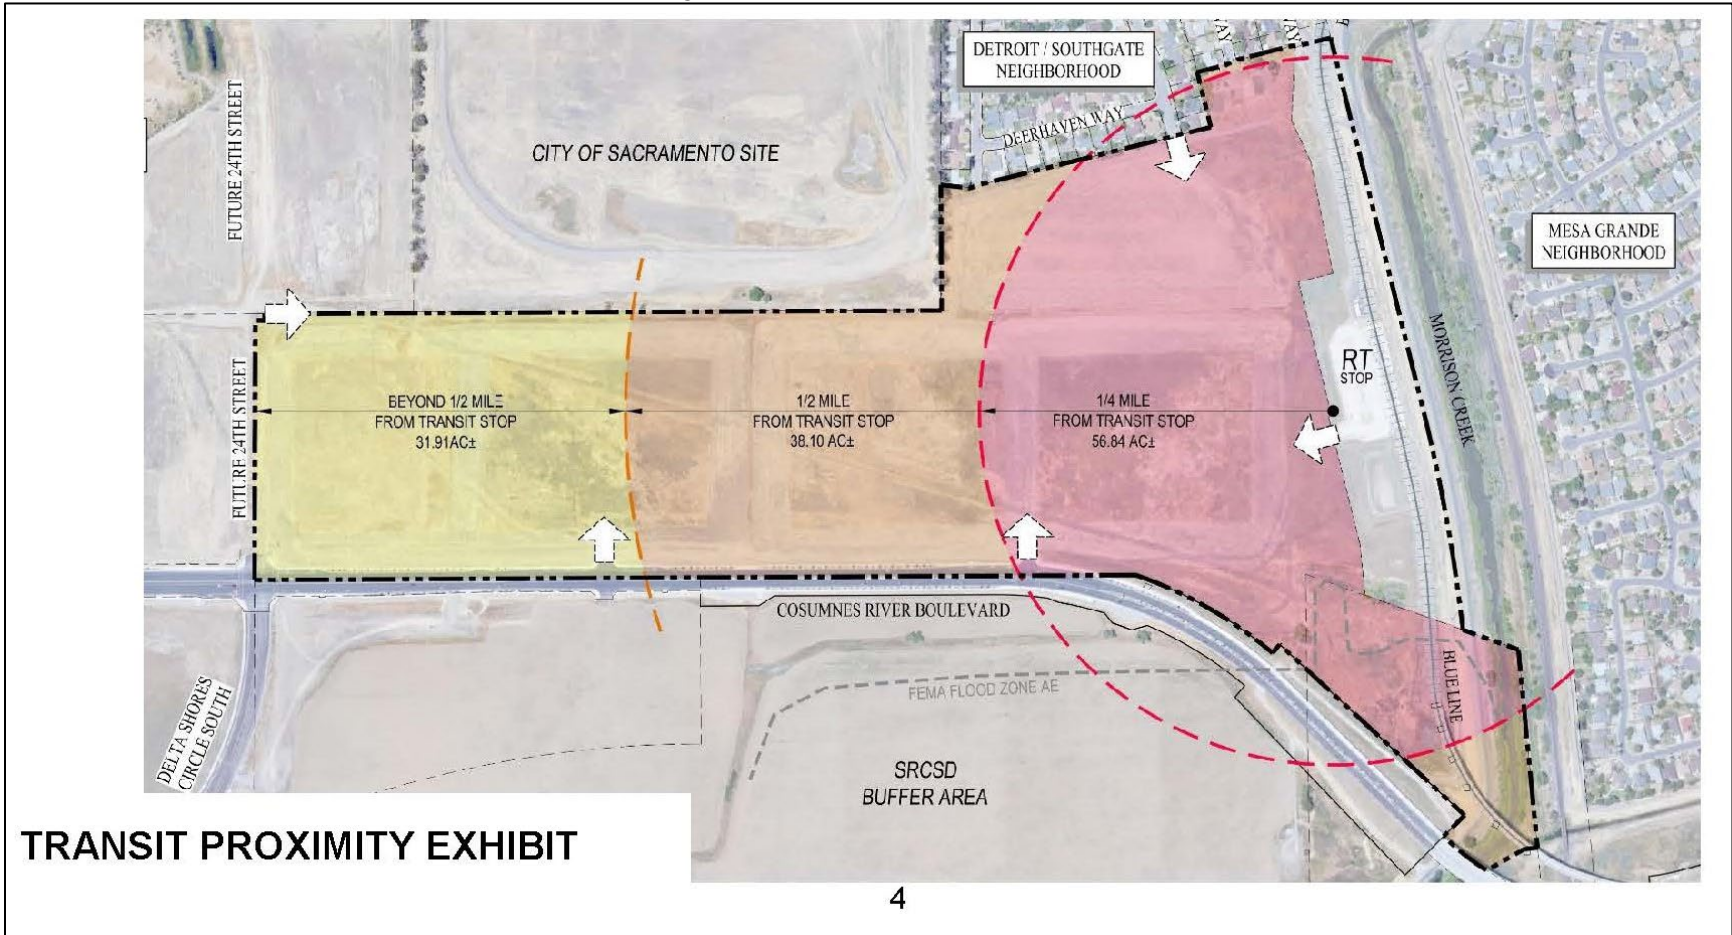 DETROIT / SOUTHGATE
NEIGHBORHOOD
WAY
WAY
DEERHAVEN WAY
FUTURE 24TH STREET
CITY OF SACRAMENTO SITE
MESA GRANDE
NEIGHBORHOOD
MORRISON CREEK
RT
STOP
FUTURE 24TH STREET
BEYOND 1/2 MILE
FROM TRANSIT STOP
31.91AC±
1/2 MILE
FROM TRANSIT STOP
38.10 AC±
1/4 MILE
FROM TRANSIT STOP
56.84 AC±
COSUMNES RIVER BOULEVARD
BLUE LINE
DELTA SHORES
CIRCLE SOUTH
FEMA FLOOD ZONE AE
SRCSD
BUFFER AREA
TRANSIT PROXIMITY EXHIBIT
4